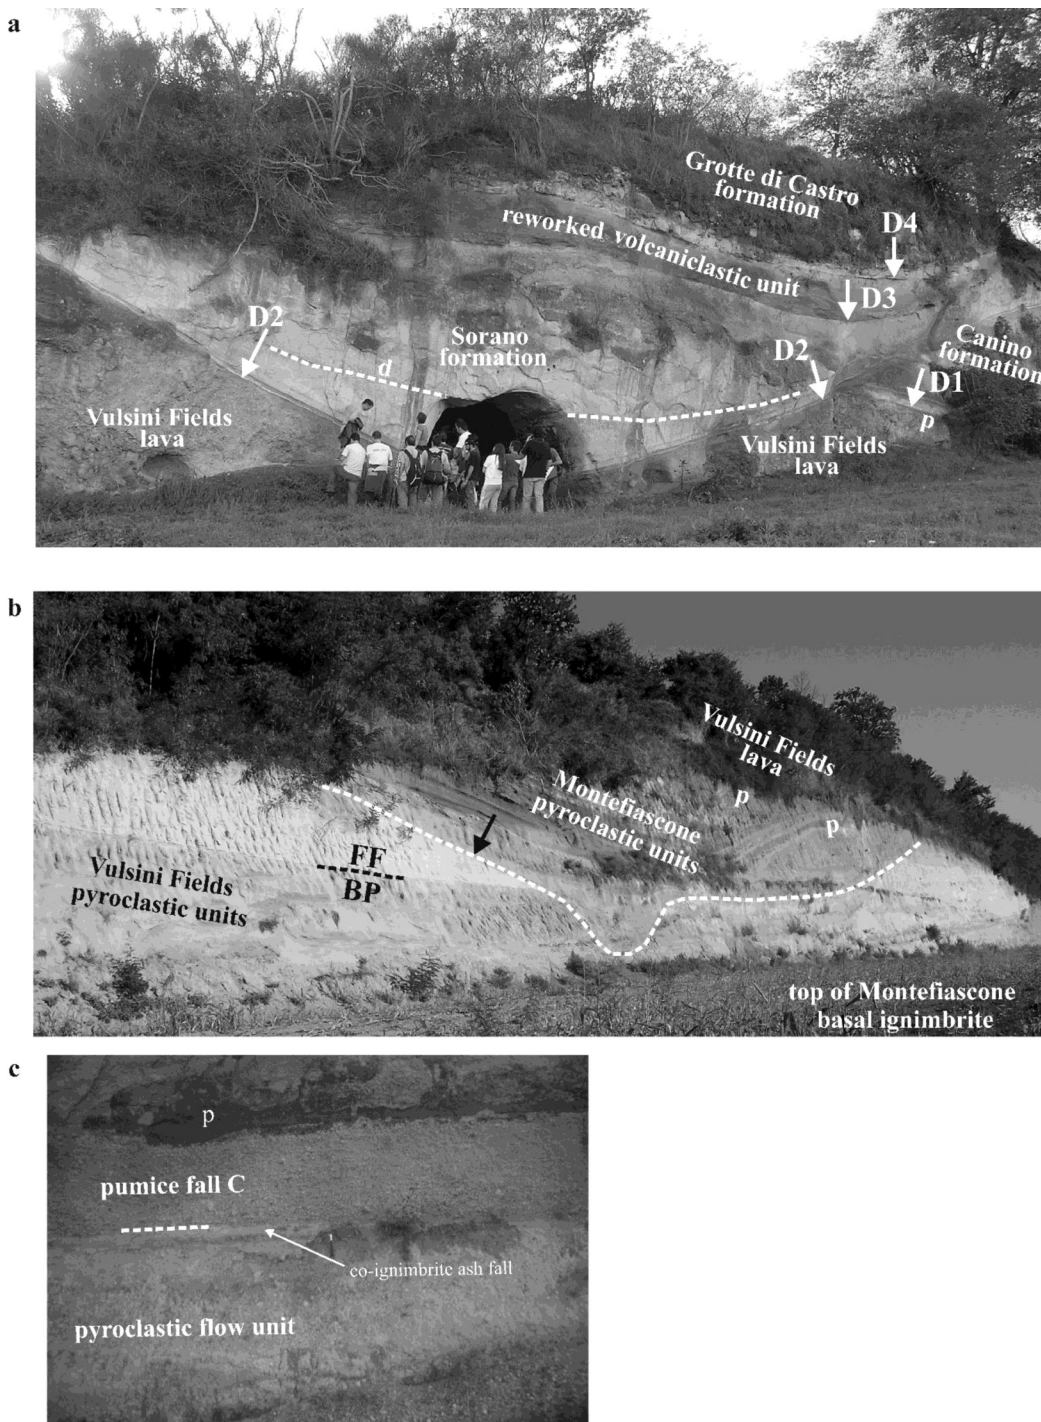 a
Grotte di Castro
formation
D4
reworked volcaniclastic unit
D3
D2
Sorano
formation
D2
Canino
formation
D1
d
p
Vulsini Fields
lava
Vulsini Fields
lava
b
Vulsini Fields
lava
p
Montefiascone
pyroclastic units
p
FF
BP
Vulsini Fields
pyroclastic units
top of Montefiascone
basal ignimbrite
c
p
pumice fall C
co-ignimbrite ash fall
pyroclastic flow unit